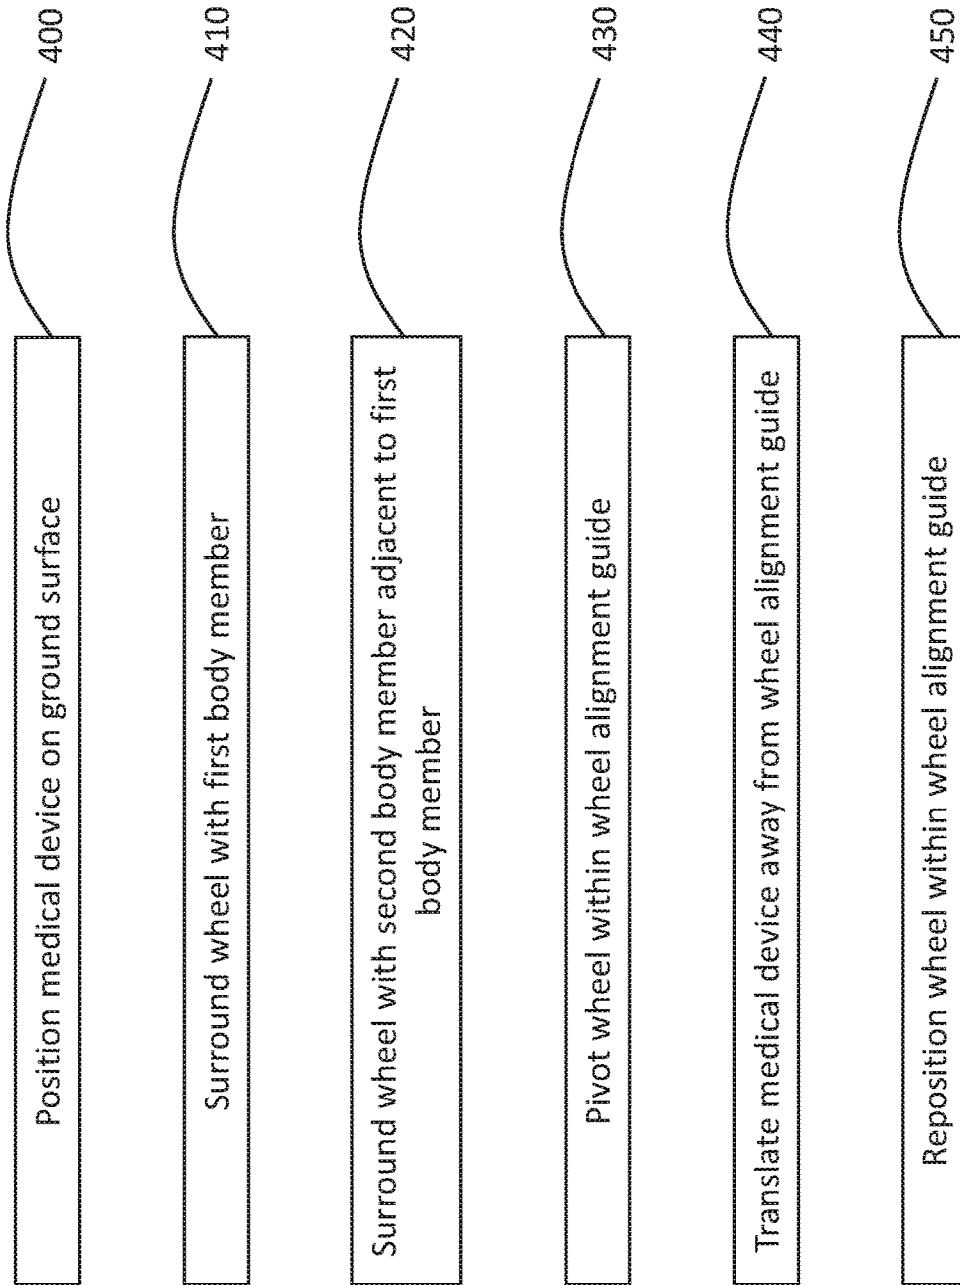 Position medical device on ground surface
400
Surround wheel with first body member
410
Surround wheel with second body member adjacent to first
body member
420
Pivot wheel within wheel alignment guide
430
Translate medical device away from wheel alignment guide
440
Reposition wheel within wheel alignment guide
450